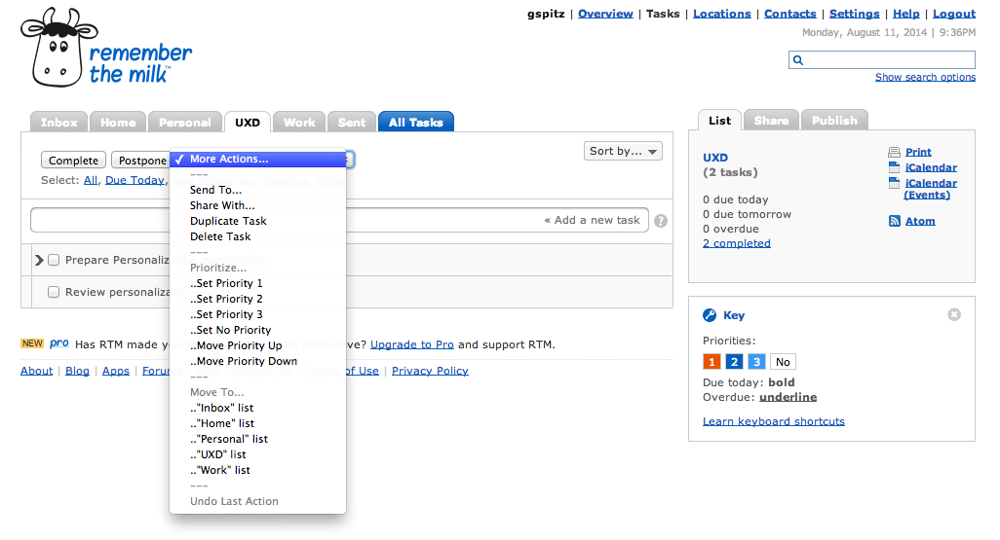 gspitz | Overview | Tasks | Locations | Contacts | Settings | Help | Logout
Monday, August 11, 2014 | 9:36PM
remember
the milk™
Show search options
Inbox
Home
Personal
UXD
Work
Sent
All Tasks
Complete
Postpone
✓ More Actions...
Sort by...
Select: All, Due Today,
---
Send To...
Share With...
Duplicate Task
Delete Task
---
Prioritize...
..Set Priority 1
..Set Priority 2
..Set Priority 3
..Set No Priority
..Move Priority Up
..Move Priority Down
---
Move To...
.."Inbox" list
.."Home" list
.."Personal" list
.."UXD" list
.."Work" list
---
Undo Last Action
« Add a new task ?
Prepare Personaliz
Review personaliza
NEW pro Has RTM made you ? Upgrade to Pro and support RTM.
About | Blog | Apps | Forum of Use | Privacy Policy
List
Share
Publish
UXD
(2 tasks)
0 due today
0 due tomorrow
0 overdue
2 completed
Print
iCalendar
iCalendar
(Events)
Atom
Key
Priorities:
1 2 3 No
Due today: bold
Overdue: underline
Learn keyboard shortcuts